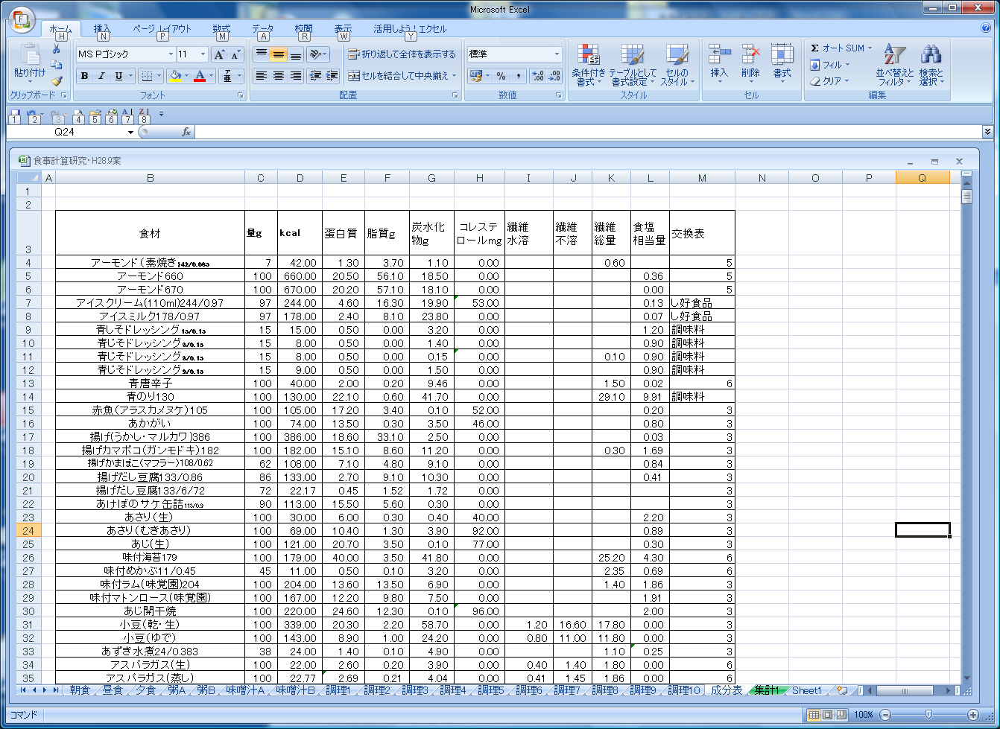 Microsoft Excel
ホーム 挿入 ページ レイアウト 数式 データ 校閲 表示 活用しよう！エクセル
H N P M A R W Y
MS Pゴシック 11 折り返して全体を表示する 標準 Σ オート SUM
貼り付け フィル
B I U A セルを結合して中央揃え % , 条件付き書式 テーブルとして書式設定 セルのスタイル 挿入 削除 書式 クリア 並べ替えとフィルタ 検索と選択
クリップボード フォント 配置 数値 スタイル セル 編集
1 2 3 4 5 6 7 8
Q24 fx
食事計算研究・H28.9案
A B C D E F G H I J K L M N O P Q
1
2
3 食材 量g kcal 蛋白質 脂質g 炭水化物g コレステロールmg 繊維水溶 繊維不溶 繊維総量 食塩相当量 交換表
4 アーモンド（素焼き)42/0.065 7 42.00 1.30 3.70 1.10 0.00 0.60 5
5 アーモンド660 100 660.00 20.50 56.10 18.50 0.00 0.36 5
6 アーモンド670 100 670.00 20.20 57.10 18.10 0.00 0.00 5
7 アイスクリーム(110ml)244/0.97 97 244.00 4.60 16.30 19.90 53.00 0.13 し好食品
8 アイスミルク178/0.97 97 178.00 2.40 8.10 23.80 0.00 0.07 し好食品
9 青しそドレッシング15/0.15 15 15.00 0.50 0.00 3.20 0.00 1.20 調味料
10 青じそドレッシング8/0.15 15 8.00 0.50 0.00 1.40 0.00 0.90 調味料
11 青じそドレッシング8/0.15 15 8.00 0.50 0.00 0.15 0.00 0.10 0.90 調味料
12 青じそドレッシング9/0.15 15 9.00 0.50 0.00 1.50 0.00 0.90 調味料
13 青唐辛子 100 40.00 2.00 0.20 9.46 0.00 1.50 0.02 6
14 青のり130 100 130.00 22.10 0.60 41.70 0.00 29.10 9.91 調味料
15 赤魚（アラスカメヌケ）105 100 105.00 17.20 3.40 0.10 52.00 0.20 3
16 あかがい 100 74.00 13.50 0.30 3.50 46.00 0.80 3
17 揚げ(うかし・マルカワ)386 100 386.00 18.60 33.10 2.50 0.00 0.03 3
18 揚げカマボコ（ガンモドキ）182 100 182.00 15.10 8.60 11.20 0.00 0.30 1.69 3
19 揚げかまぼこ（マフラー）108/0.62 62 108.00 7.10 4.80 9.10 0.00 0.84 3
20 揚げだし豆腐133/0.86 86 133.00 2.70 9.10 10.30 0.00 0.41 3
21 揚げだし豆腐133/6/72 72 22.17 0.45 1.52 1.72 0.00 3
22 あけぼのサケ缶詰113/0.9 90 113.00 15.50 5.60 0.30 0.00 3
23 あさり（生） 100 30.00 6.00 0.30 0.40 40.00 2.20 3
24 あさり（むきあさり） 100 69.00 10.40 1.30 3.90 92.00 0.89 3
25 あじ（生） 100 121.00 20.70 3.50 0.10 77.00 0.30 3
26 味付海苔179 100 179.00 40.00 3.50 41.80 0.00 25.20 4.30 6
27 味付めかぶ11/0.45 45 11.00 0.50 0.10 3.20 0.00 2.35 0.69 6
28 味付ラム（味覚園)204 100 204.00 13.60 13.50 6.90 0.00 1.40 1.86 3
29 味付マトンロース（味覚園） 100 167.00 12.20 9.80 7.50 0.00 1.91 3
30 あじ開干焼 100 220.00 24.60 12.30 0.10 96.00 2.00 3
31 小豆（乾・生） 100 339.00 20.30 2.20 58.70 0.00 1.20 16.60 17.80 0.00 3
32 小豆（ゆで） 100 143.00 8.90 1.00 24.20 0.00 0.80 11.00 11.80 0.00 3
33 あずき水煮24/0.383 38 24.00 1.40 0.10 4.90 0.00 1.10 0.25 3
34 アスパラガス（生） 100 22.00 2.60 0.20 3.90 0.00 0.40 1.40 1.80 0.00 6
35 アスパラガス（蒸し） 100 22.77 2.69 0.21 4.04 0.00 0.41 1.45 1.86 0.00 6
朝食 昼食 夕食 粥A 粥B 味噌汁A 味噌汁B 調理1 調理2 調理3 調理4 調理5 調理6 調理7 調理8 調理9 調理10 成分表 集計1 Sheet1
コマンド 100%